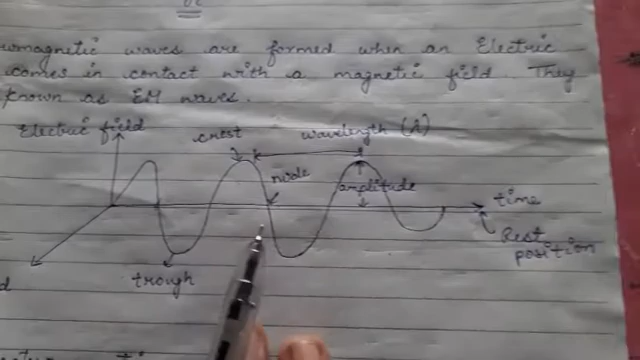 omagnetic waves are formed when an Electric
comes in contact with a magnetic field. They
known as EM waves.
Electric field
crest
wavelength (λ)
node
amplitude
time
Rest
position
trough
d